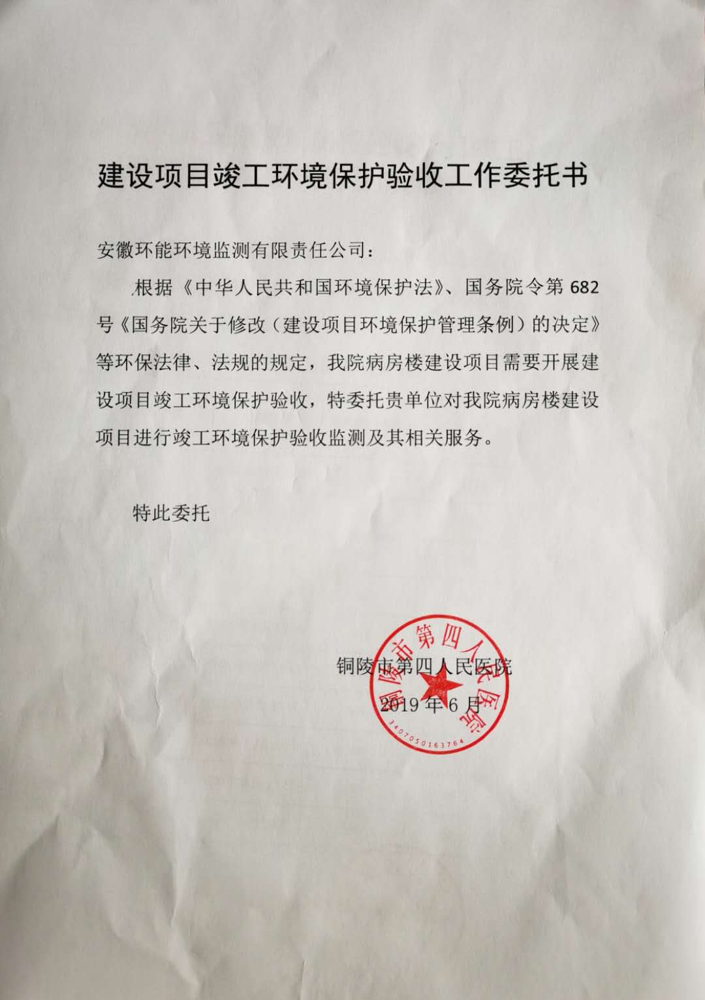 建设项目竣工环境保护验收工作委托书
安徽环能环境监测有限责任公司：
根据《中华人民共和国环境保护法》、国务院令第 682
号《国务院关于修改（建设项目环境保护管理条例）的决定》
等环保法律、法规的规定，我院病房楼建设项目需要开展建
设项目竣工环境保护验收，特委托贵单位对我院病房楼建设
项目进行竣工环境保护验收监测及其相关服务。
特此委托
铜陵市第四人民医院
2019 年 6 月
铜陵市第四人民医院
3407050163764